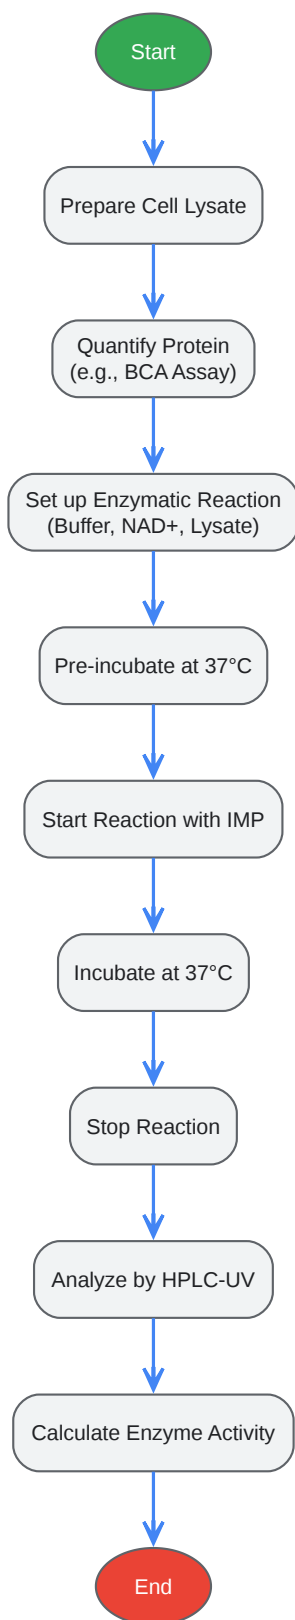 Start
Prepare Cell Lysate
Quantify Protein
(e.g., BCA Assay)
Set up Enzymatic Reaction
(Buffer, NAD+, Lysate)
Pre-incubate at 37°C
Start Reaction with IMP
Incubate at 37°C
Stop Reaction
Analyze by HPLC-UV
Calculate Enzyme Activity
End